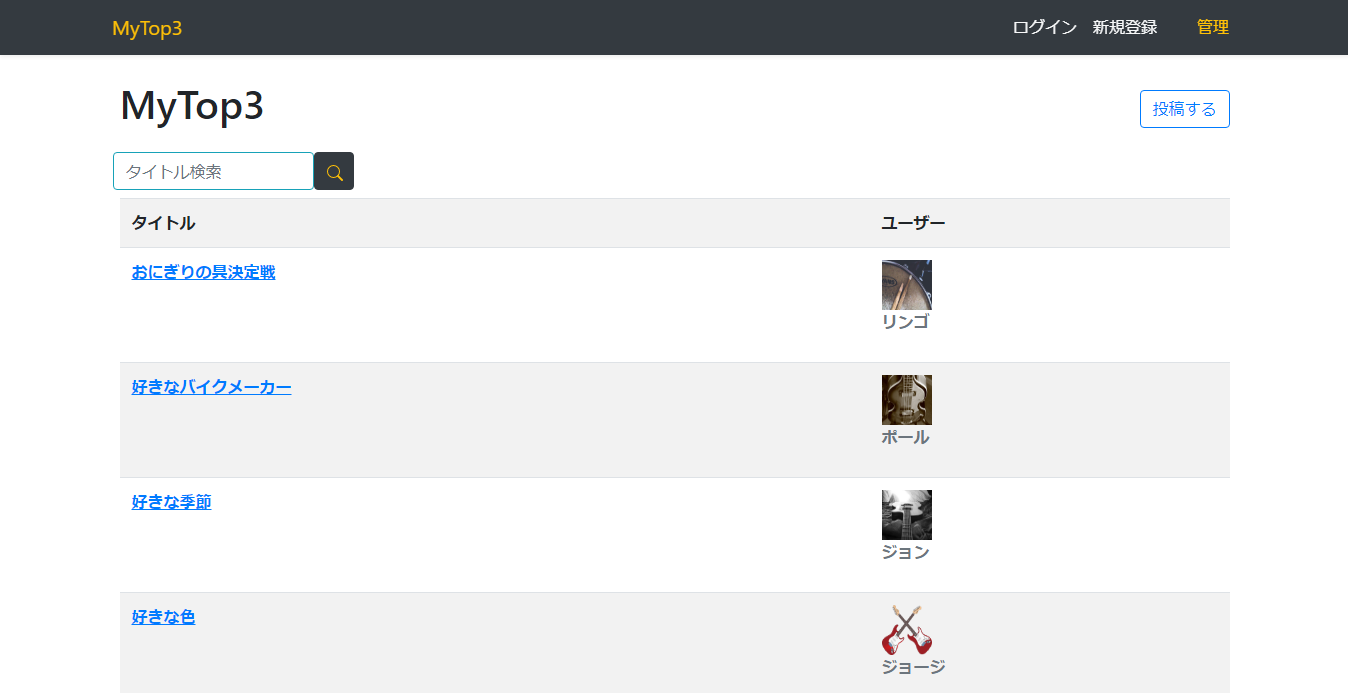 MyTop3 ログイン 新規登録 管理
MyTop3 投稿する
タイトル検索
タイトル ユーザー
おにぎりの具決定戦
リンゴ
好きなバイクメーカー
ポール
好きな季節
ジョン
好きな色
ジョージ